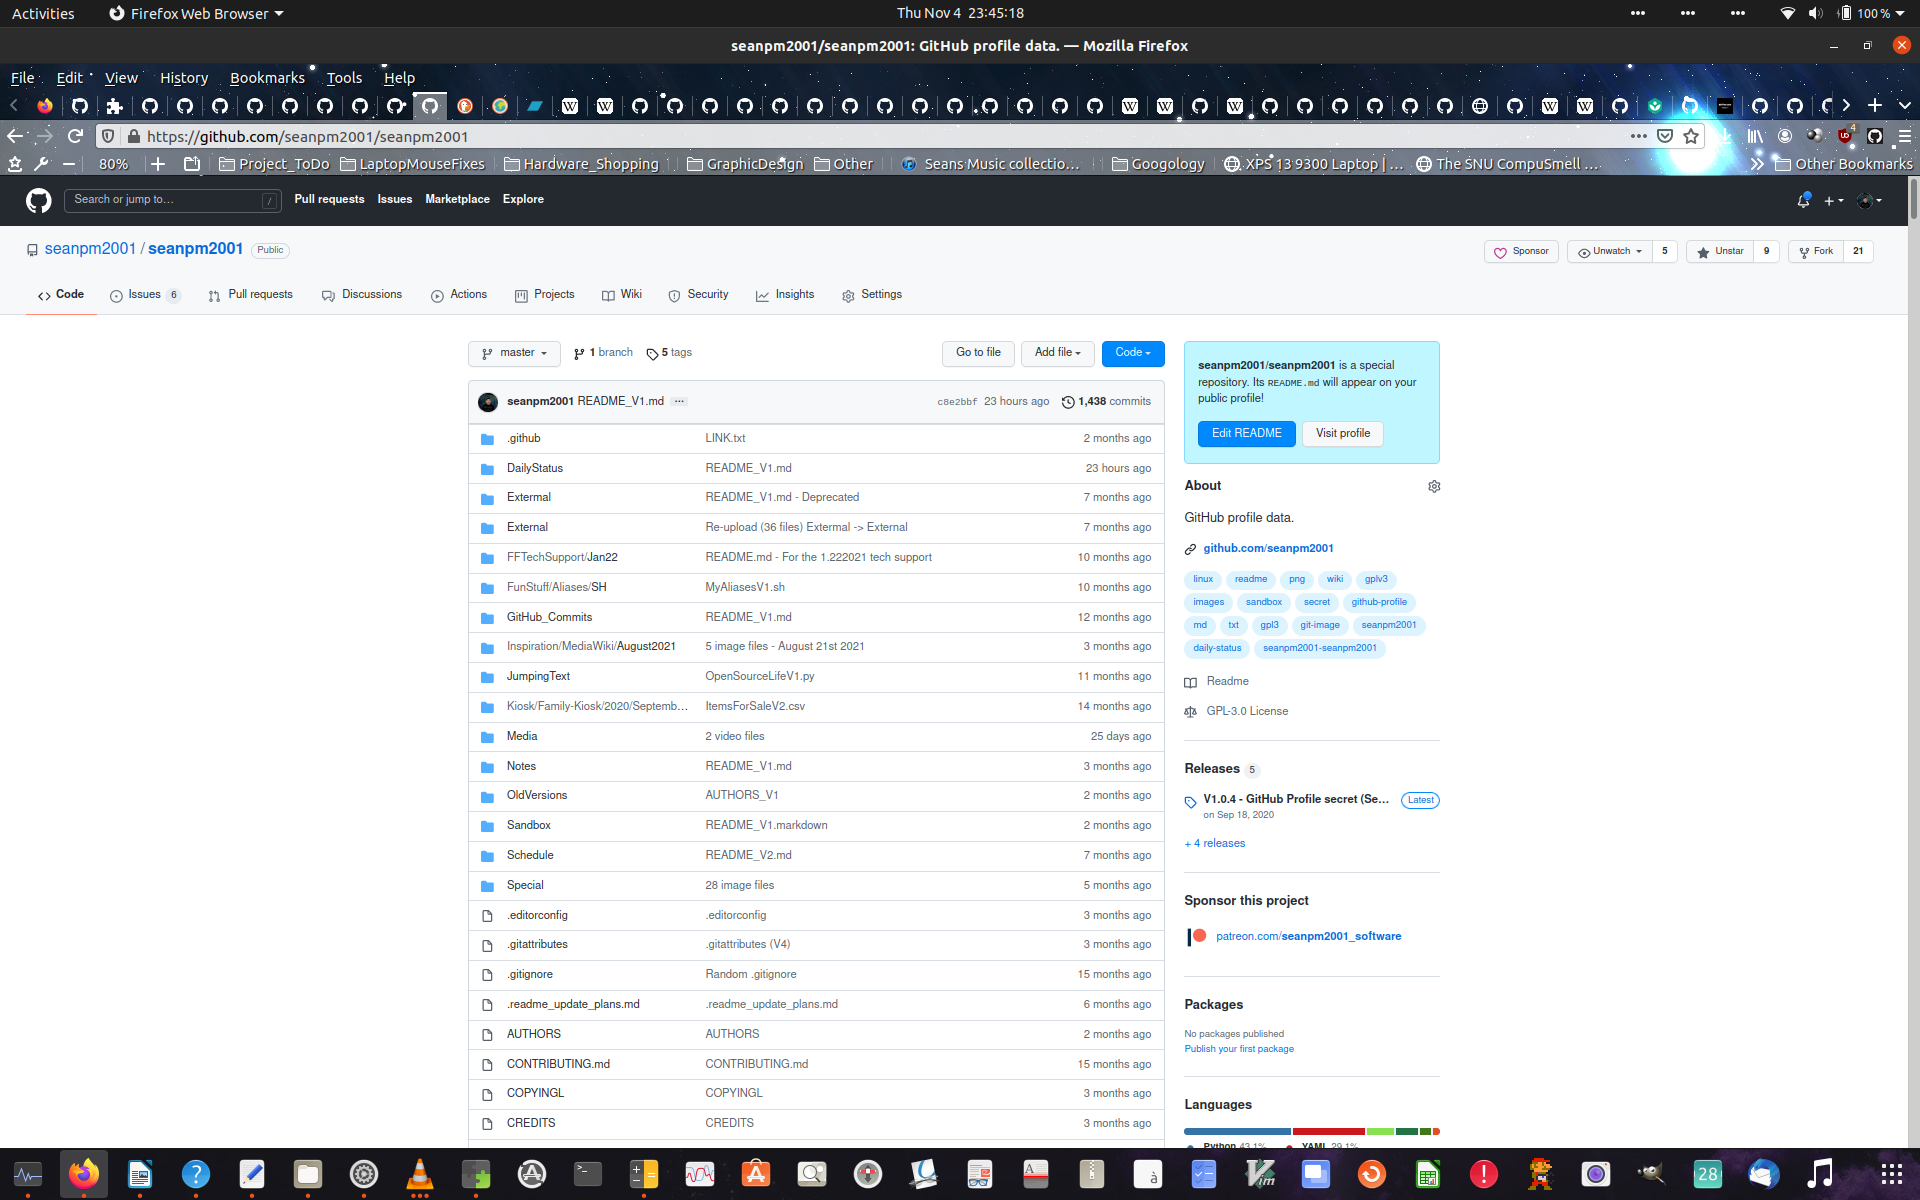 Activities Firefox Web Browser Thu Nov 4 23:45:18 100 %
seanpm2001/seanpm2001: GitHub profile data. — Mozilla Firefox
File Edit View History Bookmarks Tools Help
https://github.com/seanpm2001/seanpm2001
80% Project_ToDo LaptopMouseFixes Hardware_Shopping GraphicDesign Other Seans Music collectio… Googology XPS 13 9300 Laptop | … The SNU CompuSmell … Other Bookmarks
Search or jump to… / Pull requests Issues Marketplace Explore
seanpm2001 / seanpm2001 Public Sponsor Unwatch 5 Unstar 9 Fork 21
Code Issues 6 Pull requests Discussions Actions Projects Wiki Security Insights Settings
master 1 branch 5 tags Go to file Add file Code
seanpm2001 README_V1.md ... c8e2bbf 23 hours ago 1,438 commits
.github LINK.txt 2 months ago
DailyStatus README_V1.md 23 hours ago
Extermal README_V1.md - Deprecated 7 months ago
External Re-upload (36 files) Extermal -> External 7 months ago
FFTechSupport/Jan22 README.md - For the 1.222021 tech support 10 months ago
FunStuff/Aliases/SH MyAliasesV1.sh 10 months ago
GitHub_Commits README_V1.md 12 months ago
Inspiration/MediaWiki/August2021 5 image files - August 21st 2021 3 months ago
JumpingText OpenSourceLifeV1.py 11 months ago
Kiosk/Family-Kiosk/2020/Septemb… ItemsForSaleV2.csv 14 months ago
Media 2 video files 25 days ago
Notes README_V1.md 3 months ago
OldVersions AUTHORS_V1 2 months ago
Sandbox README_V1.markdown 2 months ago
Schedule README_V2.md 7 months ago
Special 28 image files 5 months ago
.editorconfig .editorconfig 3 months ago
.gitattributes .gitattributes (V4) 3 months ago
.gitignore Random .gitignore 15 months ago
.readme_update_plans.md .readme_update_plans.md 6 months ago
AUTHORS AUTHORS 2 months ago
CONTRIBUTING.md CONTRIBUTING.md 15 months ago
COPYINGL COPYINGL 3 months ago
CREDITS CREDITS 3 months ago
seanpm2001/seanpm2001 is a special
repository. Its README.md will appear on your
public profile!
Edit README Visit profile
About
GitHub profile data.
github.com/seanpm2001
linux readme png wiki gplv3
images sandbox secret github-profile
md txt gpl3 git-image seanpm2001
daily-status seanpm2001-seanpm2001
Readme
GPL-3.0 License
Releases 5
V1.0.4 - GitHub Profile secret (Se... Latest
on Sep 18, 2020
+ 4 releases
Sponsor this project
patreon.com/seanpm2001_software
Packages
No packages published
Publish your first package
Languages
Python 43.1% YAML 29.1%
28